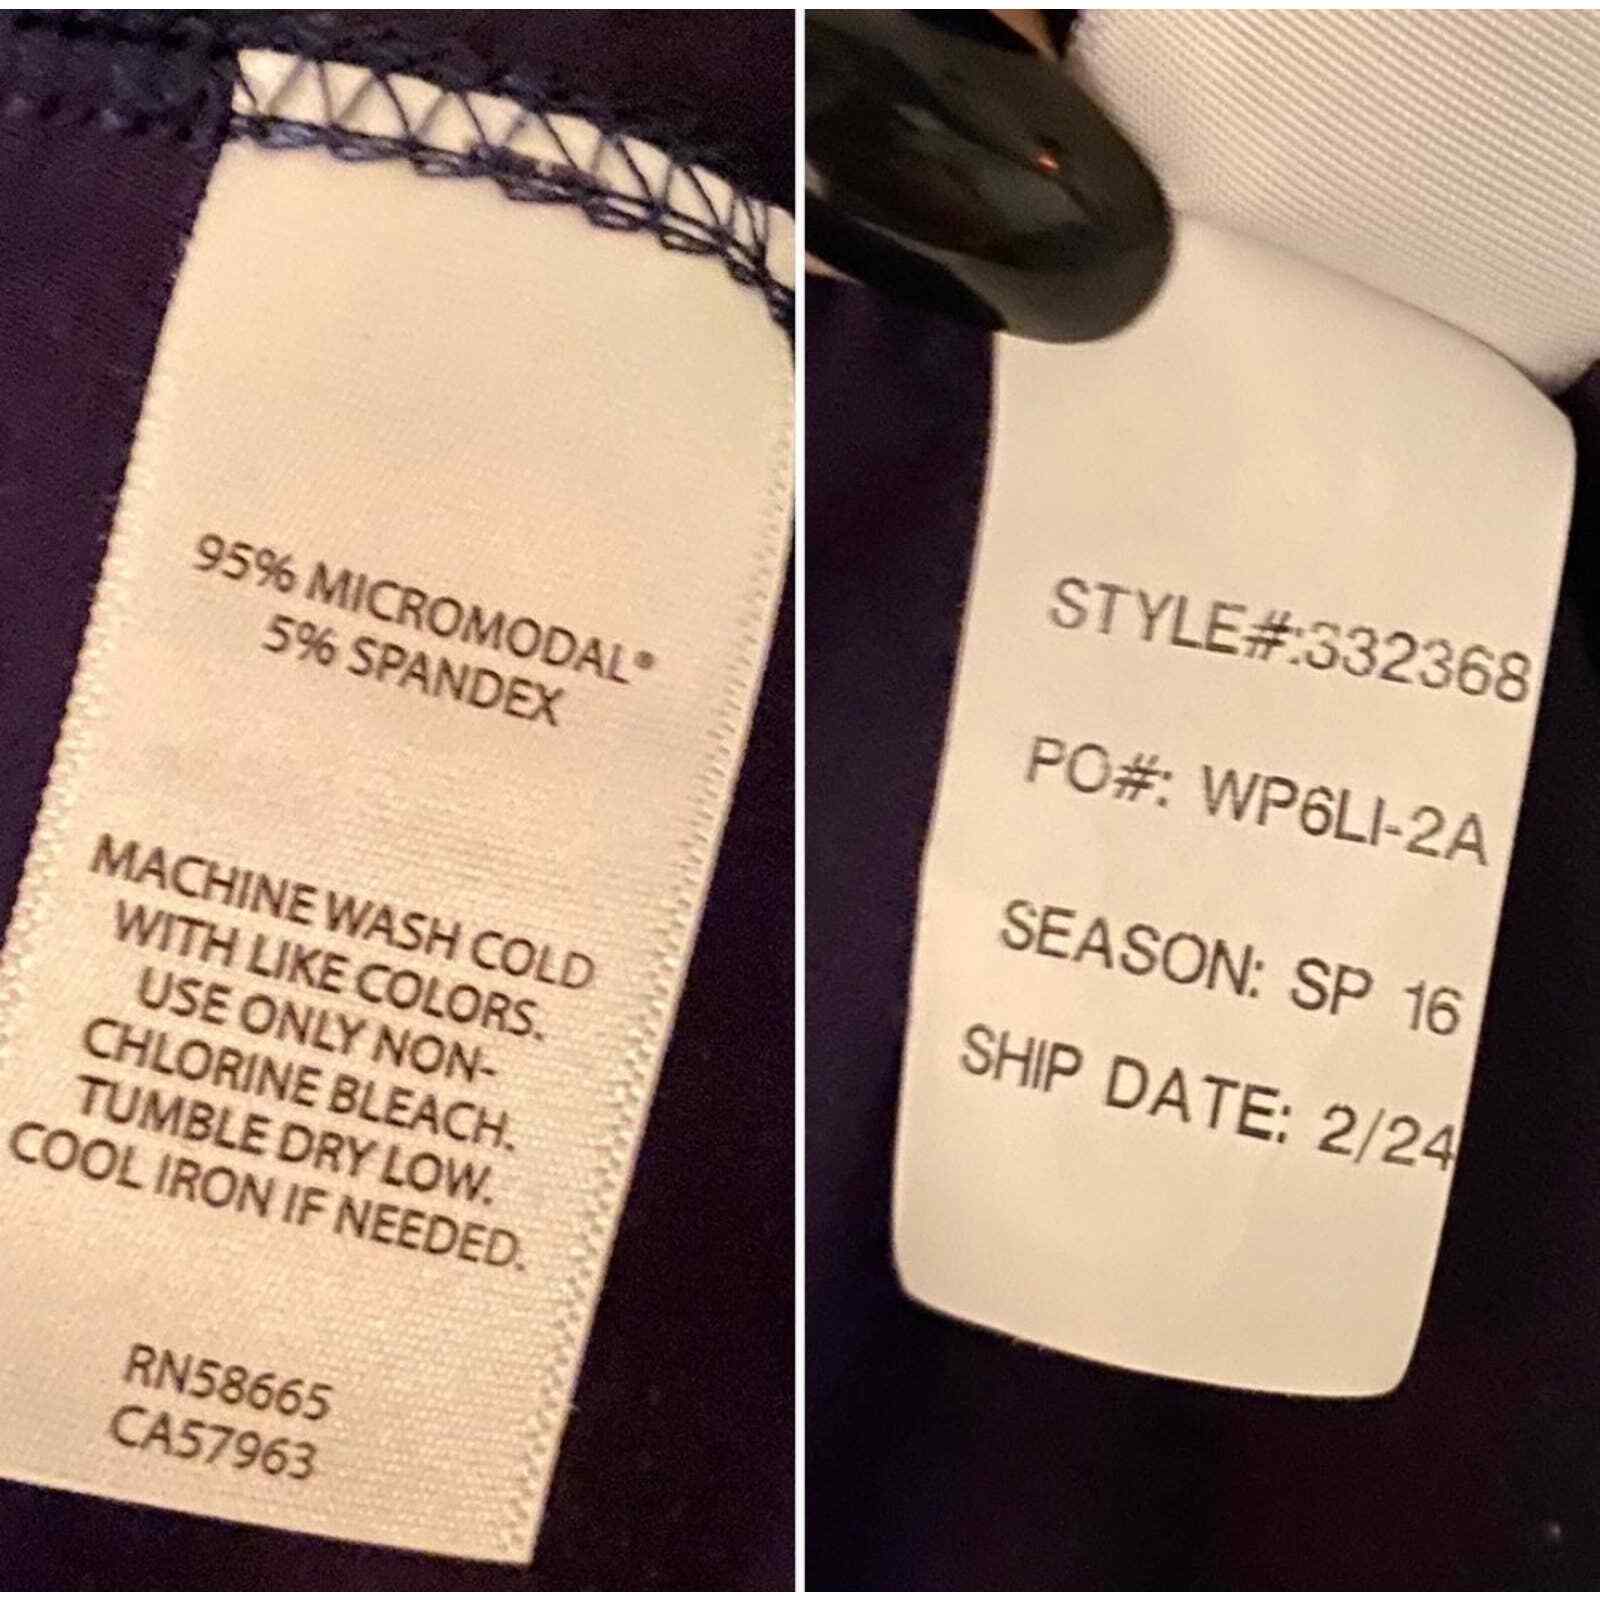 95% MICROMODAL®
5% SPANDEX
MACHINE WASH COLD
WITH LIKE COLORS.
USE ONLY NON-
CHLORINE BLEACH.
TUMBLE DRY LOW.
COOL IRON IF NEEDED.
RN58665
CA57963
STYLE#:332368
PO#: WP6LI-2A
SEASON: SP 16
SHIP DATE: 2/24